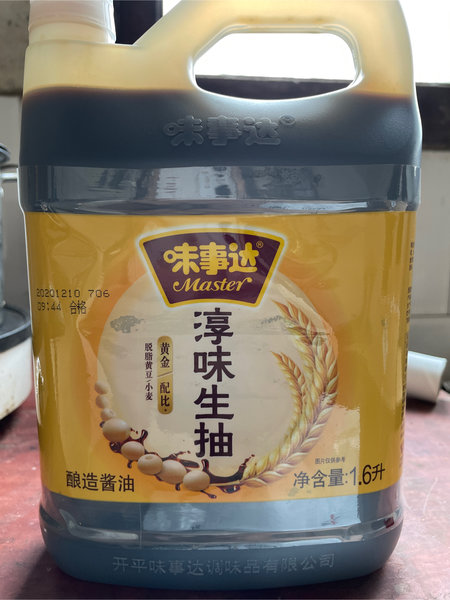 味事达®
味事达®
Master
20201210 706
09:44 合格
淳味生抽
黄金/配比
脱脂黄豆/小麦
图片仅供参考
酿造酱油
净含量:1.6升
开平味事达调味品有限公司